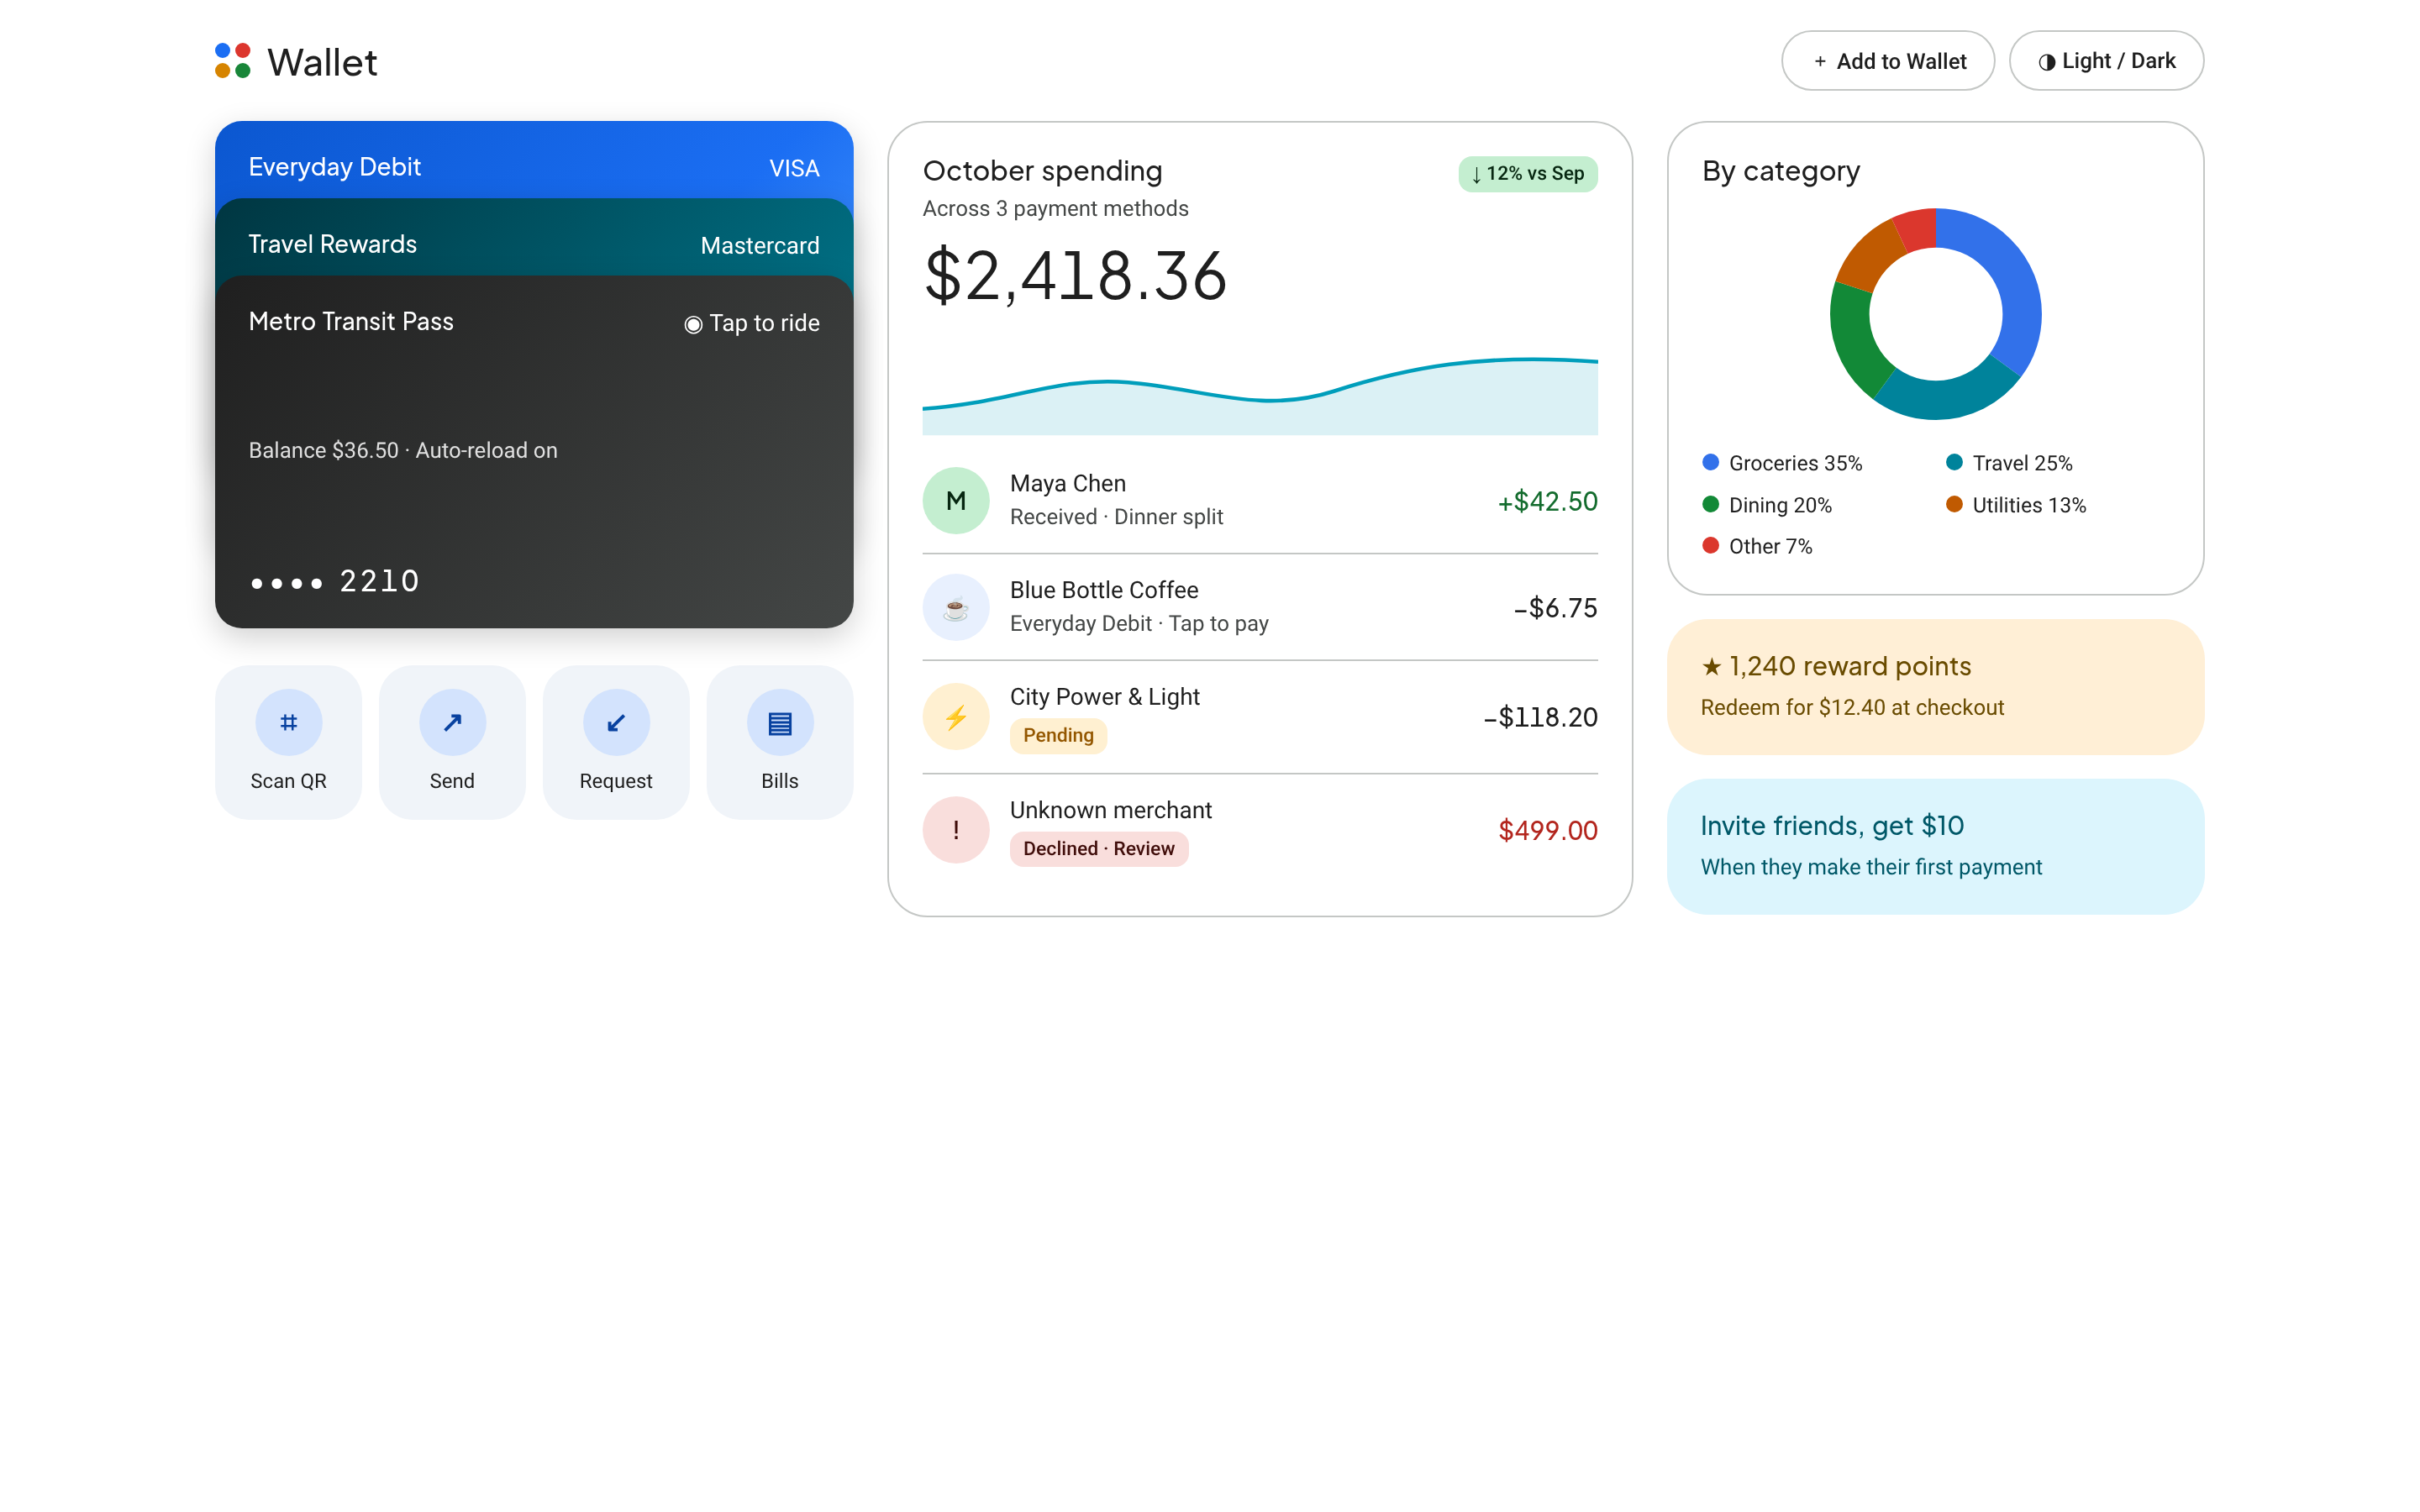 Wallet
+ Add to Wallet
◑ Light / Dark
Everyday Debit
VISA
Travel Rewards
Mastercard
Metro Transit Pass
◉ Tap to ride
Balance $36.50 · Auto-reload on
•••• 2210
Scan QR
Send
Request
Bills
October spending
↓ 12% vs Sep
Across 3 payment methods
$2,418.36
M
Maya Chen
Received · Dinner split
+$42.50
Blue Bottle Coffee
Everyday Debit · Tap to pay
−$6.75
City Power & Light
Pending
−$118.20
!
Unknown merchant
Declined · Review
$499.00
By category
Groceries 35%
Travel 25%
Dining 20%
Utilities 13%
Other 7%
★ 1,240 reward points
Redeem for $12.40 at checkout
Invite friends, get $10
When they make their first payment